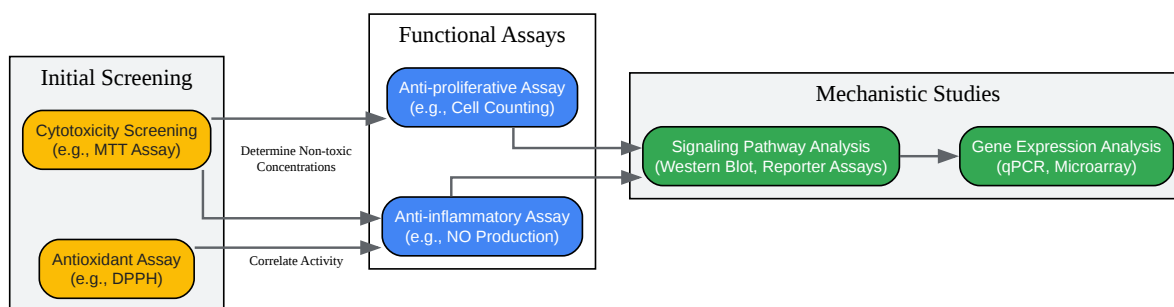 Initial Screening
Cytotoxicity Screening
(e.g., MTT Assay)
Antioxidant Assay
(e.g., DPPH)
Determine Non-toxic
Concentrations
Correlate Activity
Functional Assays
Anti-proliferative Assay
(e.g., Cell Counting)
Anti-inflammatory Assay
(e.g., NO Production)
Mechanistic Studies
Signaling Pathway Analysis
(Western Blot, Reporter Assays)
Gene Expression Analysis
(qPCR, Microarray)